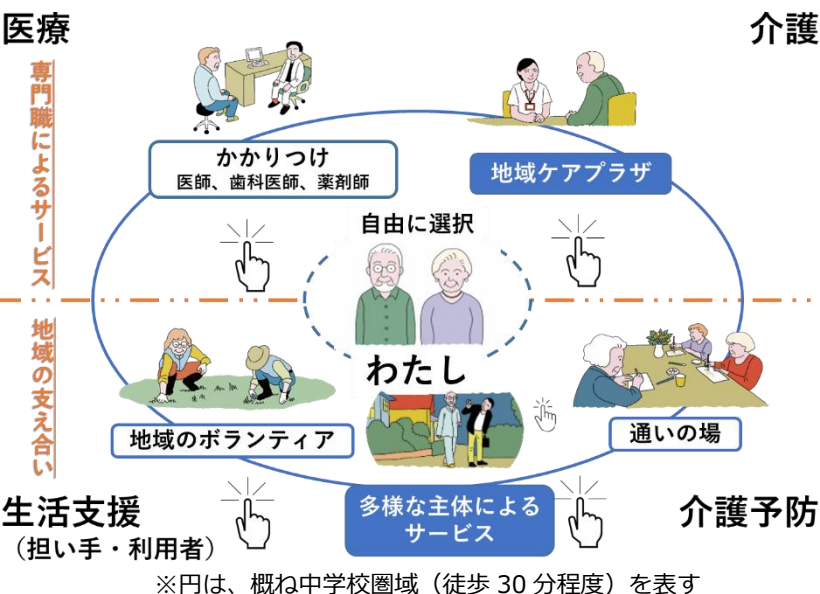 医療
介護
専門職によるサービス
かかりつけ
医師、歯科医師、薬剤師
地域ケアプラザ
自由に選択
わたし
地域の支え合い
地域のボランティア
通いの場
生活支援
（担い手・利用者）
多様な主体による
サービス
介護予防
※円は、概ね中学校圏域（徒歩 30 分程度）を表す